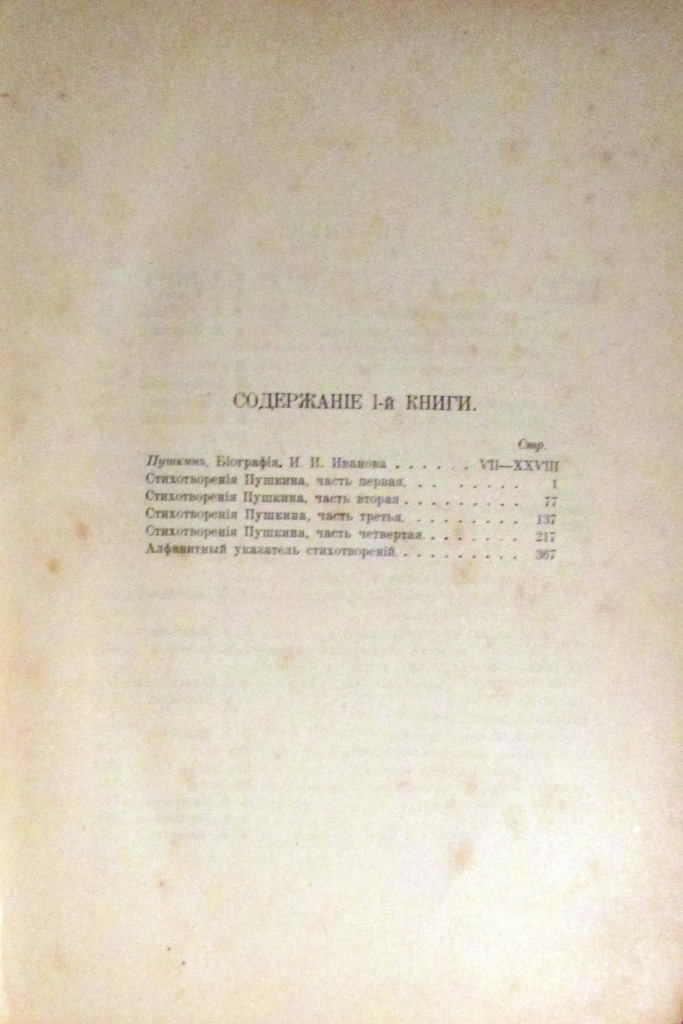 СОДЕРЖАНІЕ 1-й КНИГИ.
Стр.
Пушкинъ, Біографія, И. И. Иванова . . . . . . VII—XXVIII
Стихотворенія Пушкина, часть первая. . . . . . . . . 1
Стихотворенія Пушкина, часть вторая . . . . . . . . . 77
Стихотворенія Пушкина, часть третья. . . . . . . . . 137
Стихотворенія Пушкина, часть четвертая. . . . . . . 217
Алфавитный указатель стихотвореній. . . . . . . . . 367